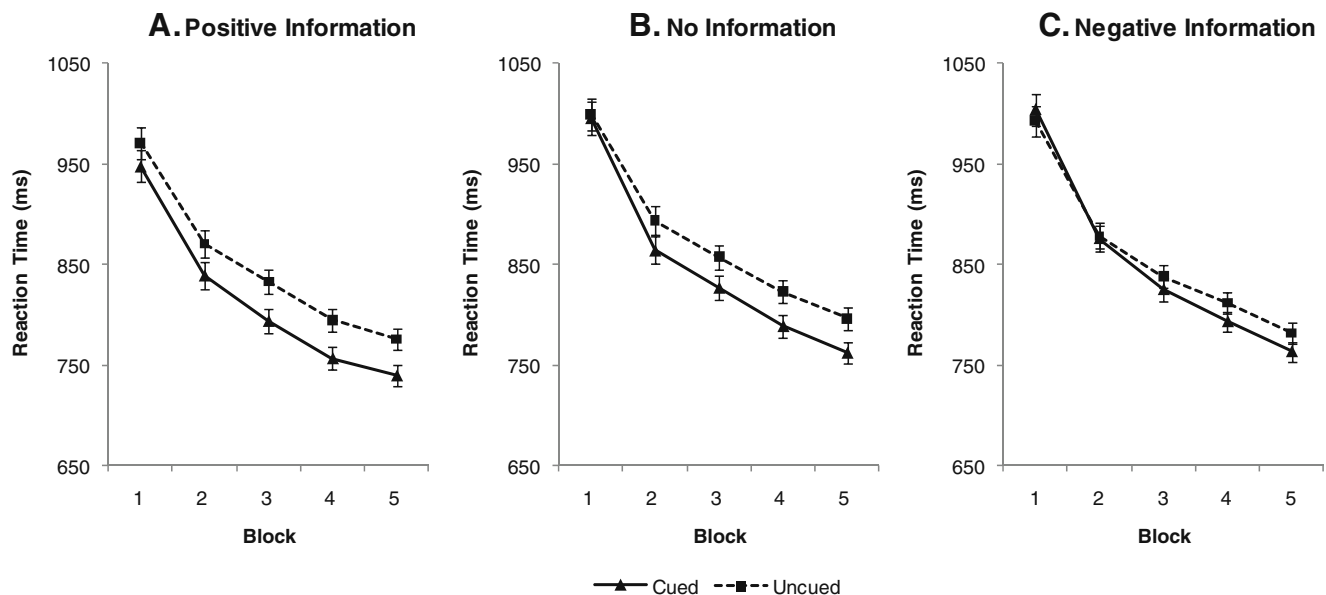 A. Positive Information
1050
950
850
750
650
Reaction Time (ms)
1 2 3 4 5
Block
B. No Information
1050
950
850
750
650
Reaction Time (ms)
1 2 3 4 5
Block
C. Negative Information
1050
950
850
750
650
Reaction Time (ms)
1 2 3 4 5
Block
Cued Uncued